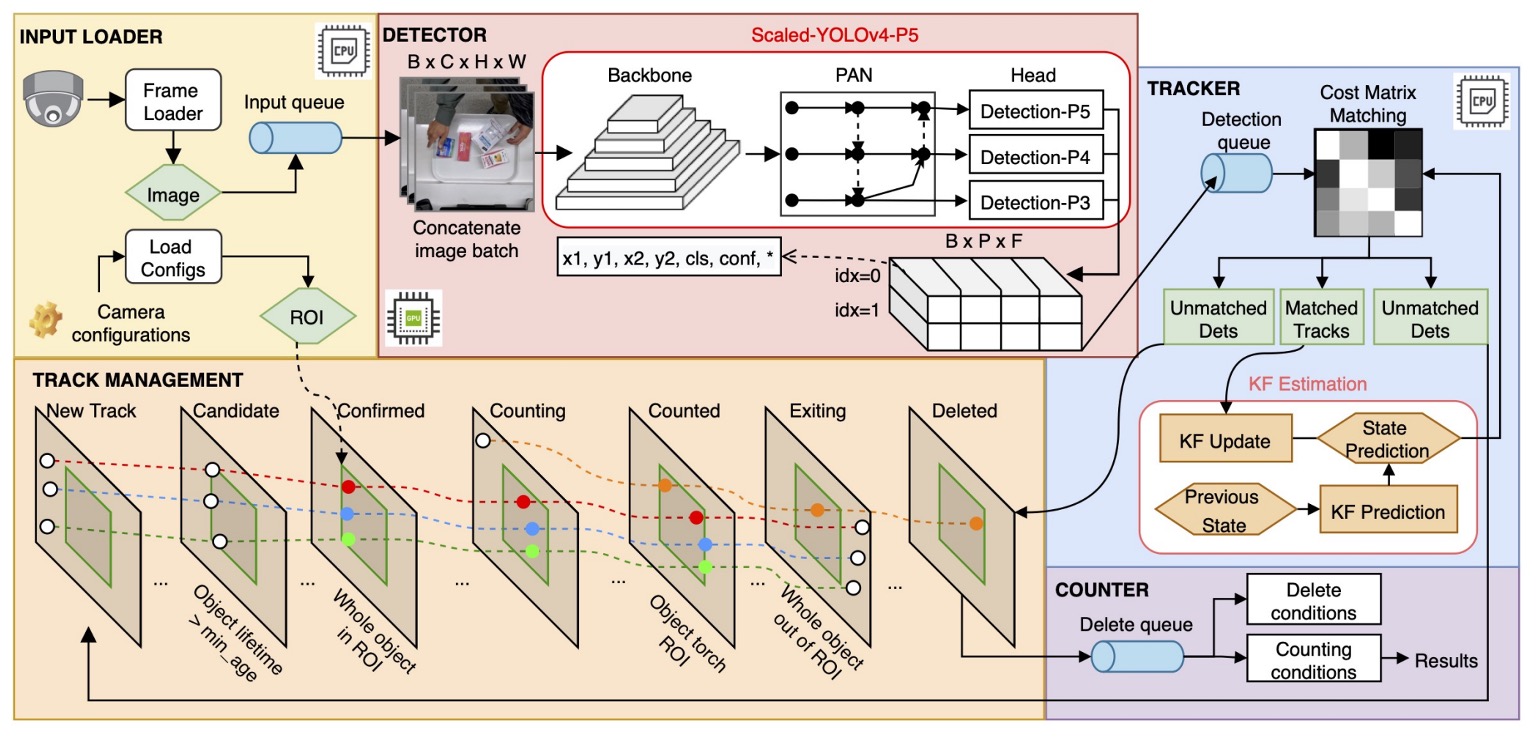 INPUT LOADER
CPU
Frame
Loader
Input queue
Image
Load
Configs
Camera
configurations
ROI
DETECTOR
Scaled-YOLOv4-P5
B x C x H x W
Concatenate
image batch
Backbone
PAN
Head
Detection-P5
Detection-P4
Detection-P3
B x P x F
x1, y1, x2, y2, cls, conf, *
idx=0
idx=1
GPU
TRACKER
CPU
Detection
queue
Cost Matrix
Matching
Unmatched
Dets
Matched
Tracks
Unmatched
Dets
KF Estimation
KF Update
State
Prediction
Previous
State
KF Prediction
TRACK MANAGEMENT
New Track
Candidate
Confirmed
Counting
Counted
Exiting
Deleted
...
...
...
...
...
...
Object lifetime
> min_age
Whole object
in ROI
Object torch
ROI
Whole object
out of ROI
COUNTER
Delete queue
Delete
conditions
Counting
conditions
Results